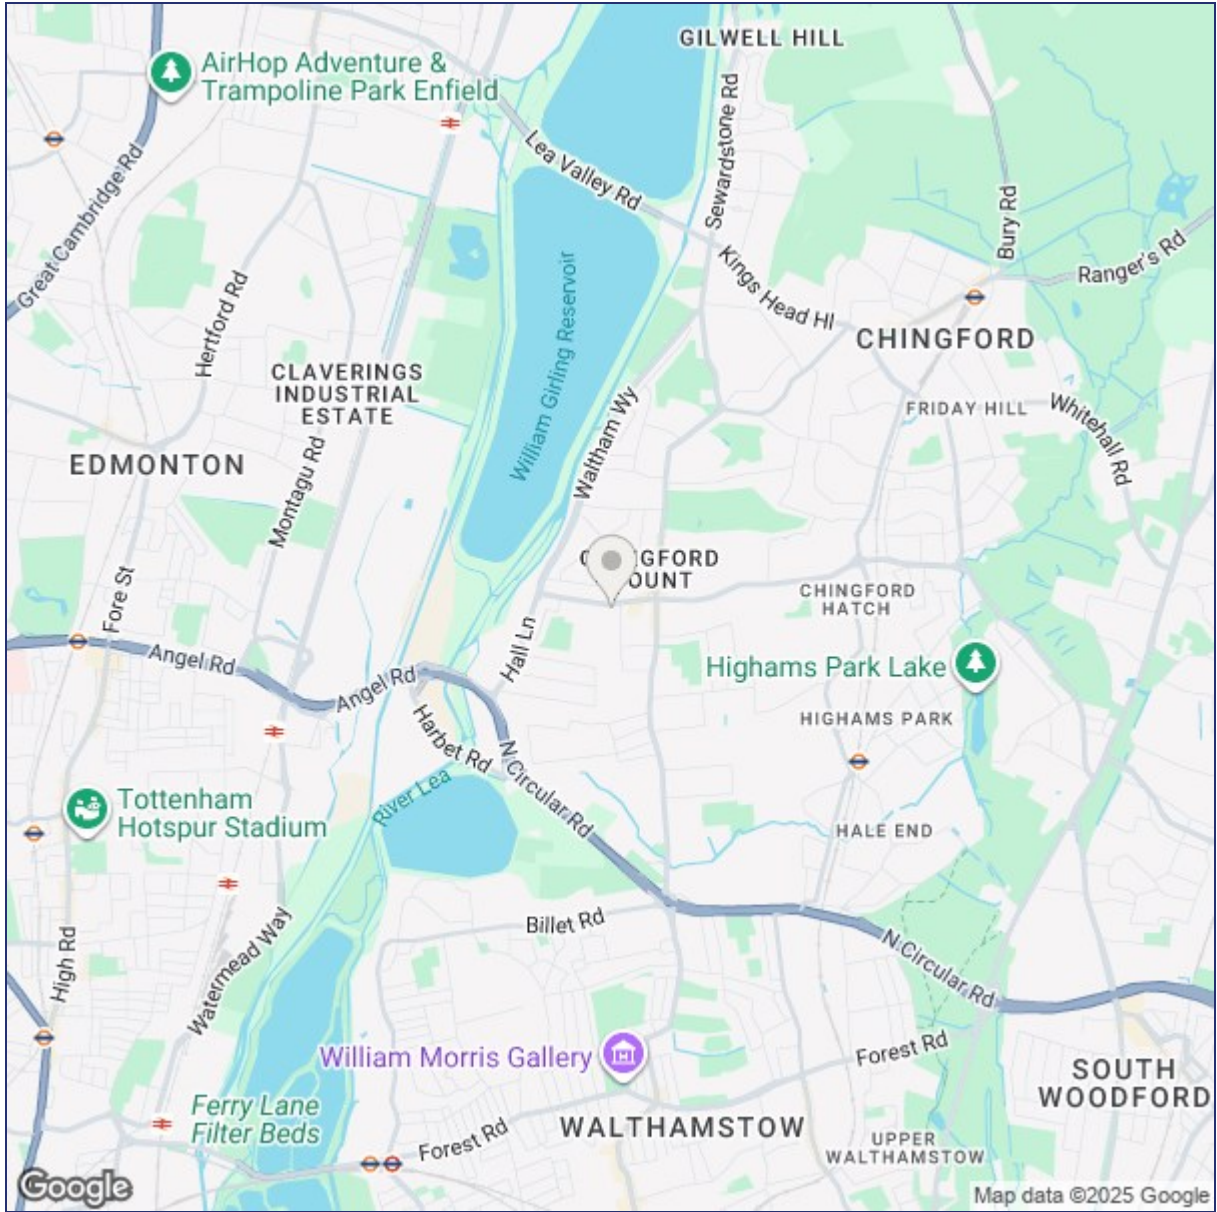 GILWELL HILL
AirHop Adventure &
Trampoline Park Enfield
Lea Valley Rd
Sewardstone Rd
Great Cambridge Rd
Bury Rd
Ranger's Rd
Kings Head Hl
Hertford Rd
William Girling Reservoir
CHINGFORD
CLAVERINGS
INDUSTRIAL
ESTATE
FRIDAY HILL
Whitehall Rd
Waltham Wy
EDMONTON
Montagu Rd
GFORD
OUNT
CHINGFORD
HATCH
Fore St
Hall Ln
Angel Rd
Angel Rd
Highams Park Lake
HIGHAMS PARK
Harbet Rd
N Circular Rd
River Lea
Tottenham
Hotspur Stadium
HALE END
Billet Rd
High Rd
Watermead Way
N Circular Rd
William Morris Gallery
Forest Rd
SOUTH
WOODFORD
Ferry Lane
Filter Beds
Forest Rd
WALTHAMSTOW
UPPER
WALTHAMSTOW
Google
Map data ©2025 Google